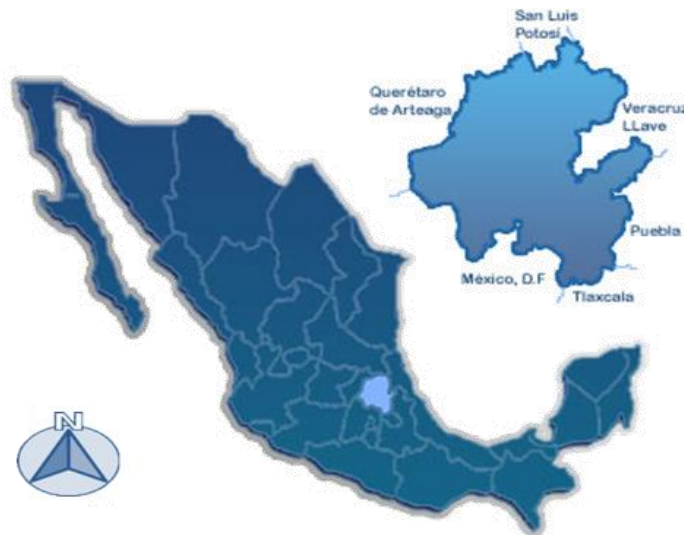 San Luis
Potosí
Querétaro
de Arteaga
Veracruz
LLave
Puebla
México, D.F
Tlaxcala
N